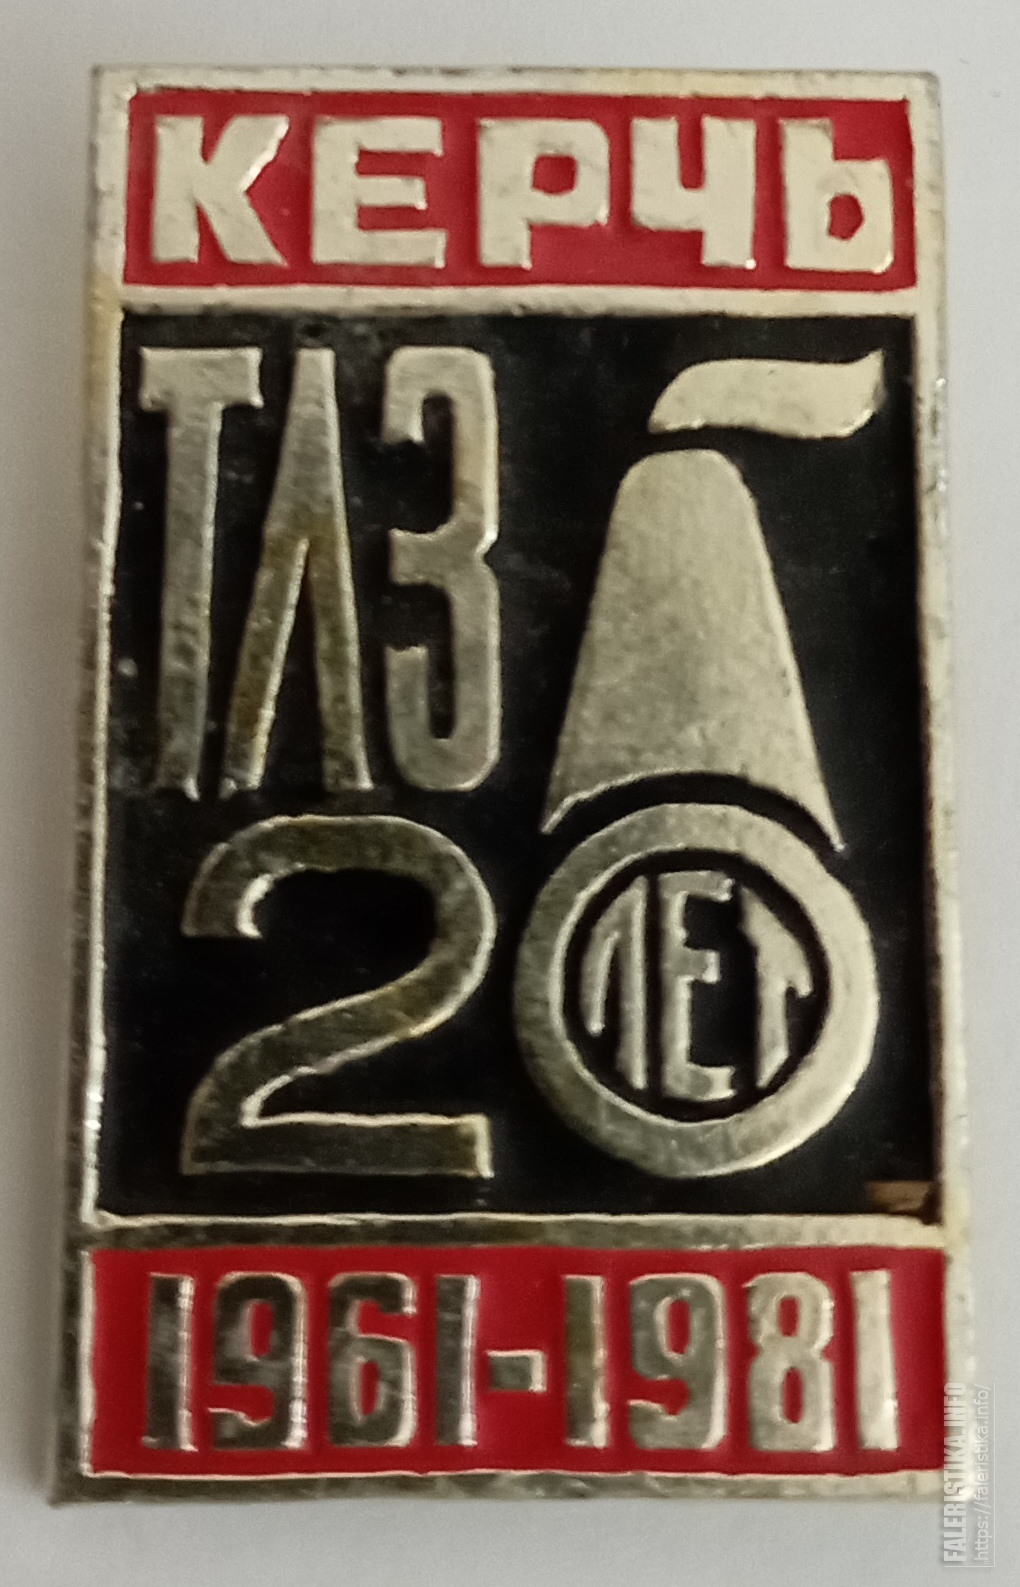 КЕРЧЬ
ТЛЗ
20
ЛЕТ
1961-1981
FALERISTIKA.INFO
https://faleristika.info/